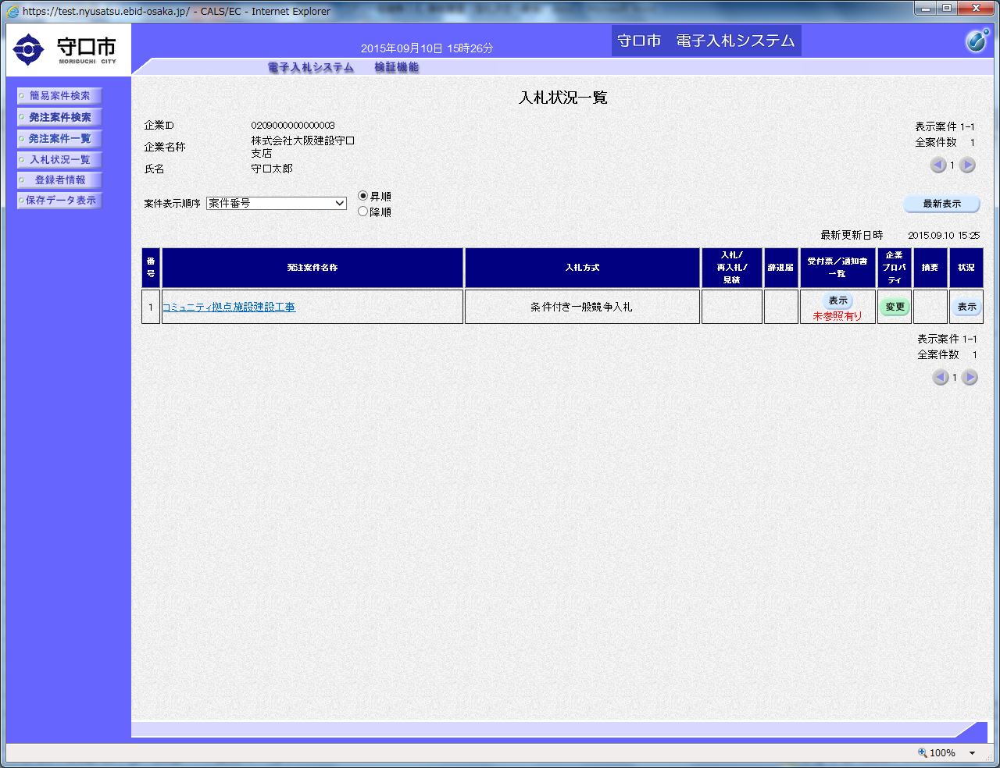 https://test.nyusatsu.ebid-osaka.jp/ - CALS/EC - Internet Explorer
守口市
MORIGUCHI CITY
2015年09月10日 15時26分
守口市 電子入札システム
電子入札システム 検証機能
簡易案件検索
発注案件検索
発注案件一覧
入札状況一覧
登録者情報
保存データ表示
入札状況一覧
企業ID 0209000000000003
企業名称 株式会社大阪建設守口
支店
氏名 守口太郎
表示案件 1-1
全案件数 1
1
案件表示順序 案件番号
昇順
降順
最新表示
最新更新日時 2015.09.10 15:25
番
号
発注案件名称
入札方式
入札/
再入札/
見積
辞退届
受付票／通知書
一覧
企業
プロパ
ティ
摘要
状況
1 コミュニティ拠点施設建設工事 条件付き一般競争入札 表示 変更 表示
未参照有り
表示案件 1-1
全案件数 1
1
100%